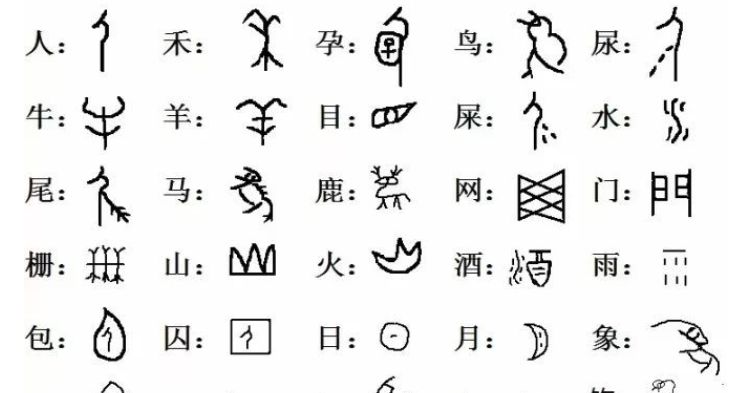 人： 禾： 孕： 鸟： 尿：
牛： 羊： 目： 屎： 水：
尾： 马： 鹿： 网： 门：
栅： 山： 火： 酒： 雨：
包： 囚： 日： 月： 象：